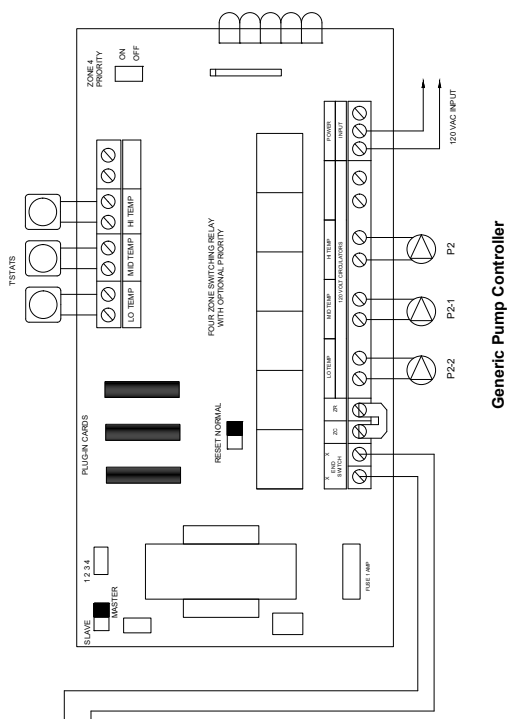 T'STATS
PLUG-IN CARDS
ZONE 4
PRIORITY
ON
OFF
1 2 3 4
SLAVE
MASTER
LO TEMP
MID TEMP
HI TEMP
RESET NORMAL
FOUR ZONE SWITCHING RELAY
WITH OPTIONAL PRIORITY
FUSE 1 AMP
X
X
END
SWITCH
ZC
ZR
LO TEMP
MID TEMP
HI TEMP
120 VOLT CIRCULATORS
POWER
INPUT
P2-2
P2-1
P2
120 VAC INPUT
Generic Pump Controller